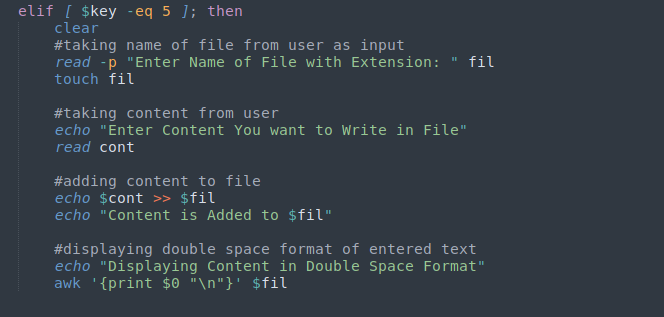 elif [ $key -eq 5 ]; then
clear
#taking name of file from user as input
read -p "Enter Name of File with Extension: " fil
touch fil
#taking content from user
echo "Enter Content You want to Write in File"
read cont
#adding content to file
echo $cont >> $fil
echo "Content is Added to $fil"
#displaying double space format of entered text
echo "Displaying Content in Double Space Format"
awk '{print $0 "\n"}' $fil